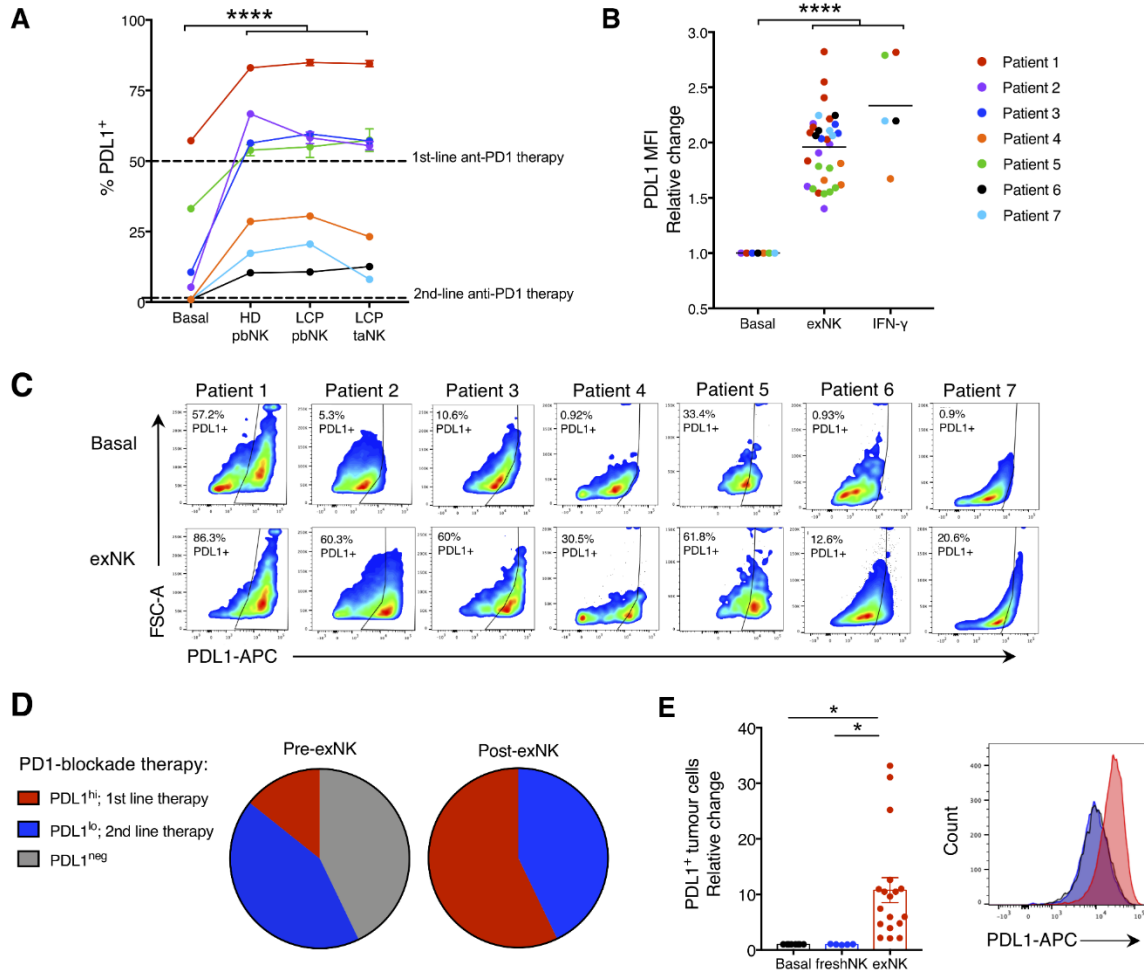 A
****
% PDL1+
100
75
50
25
0
1st-line ant-PD1 therapy
2nd-line anti-PD1 therapy
Basal
HD
pbNK
LCP
pbNK
LCP
taNK
B
****
PDL1 MFI
Relative change
3.0
2.5
2.0
1.5
1.0
0.5
Basal
exNK
IFN-γ
Patient 1
Patient 2
Patient 3
Patient 4
Patient 5
Patient 6
Patient 7
C
Patient 1 Patient 2 Patient 3 Patient 4 Patient 5 Patient 6 Patient 7
Basal
57.2%
PDL1+
5.3%
PDL1+
10.6%
PDL1+
0.92%
PDL1+
33.4%
PDL1+
0.93%
PDL1+
0.9%
PDL1+
exNK
86.3%
PDL1+
60.3%
PDL1+
60%
PDL1+
30.5%
PDL1+
61.8%
PDL1+
12.6%
PDL1+
20.6%
PDL1+
FSC-A
PDL1-APC
D
PD1-blockade therapy:
PDL1hi; 1st line therapy
PDL1lo; 2nd line therapy
PDL1neg
Pre-exNK
Post-exNK
E
*
*
PDL1+ tumour cells
Relative change
40
30
20
10
0
Basal freshNK exNK
Count
400
300
200
100
0
PDL1-APC